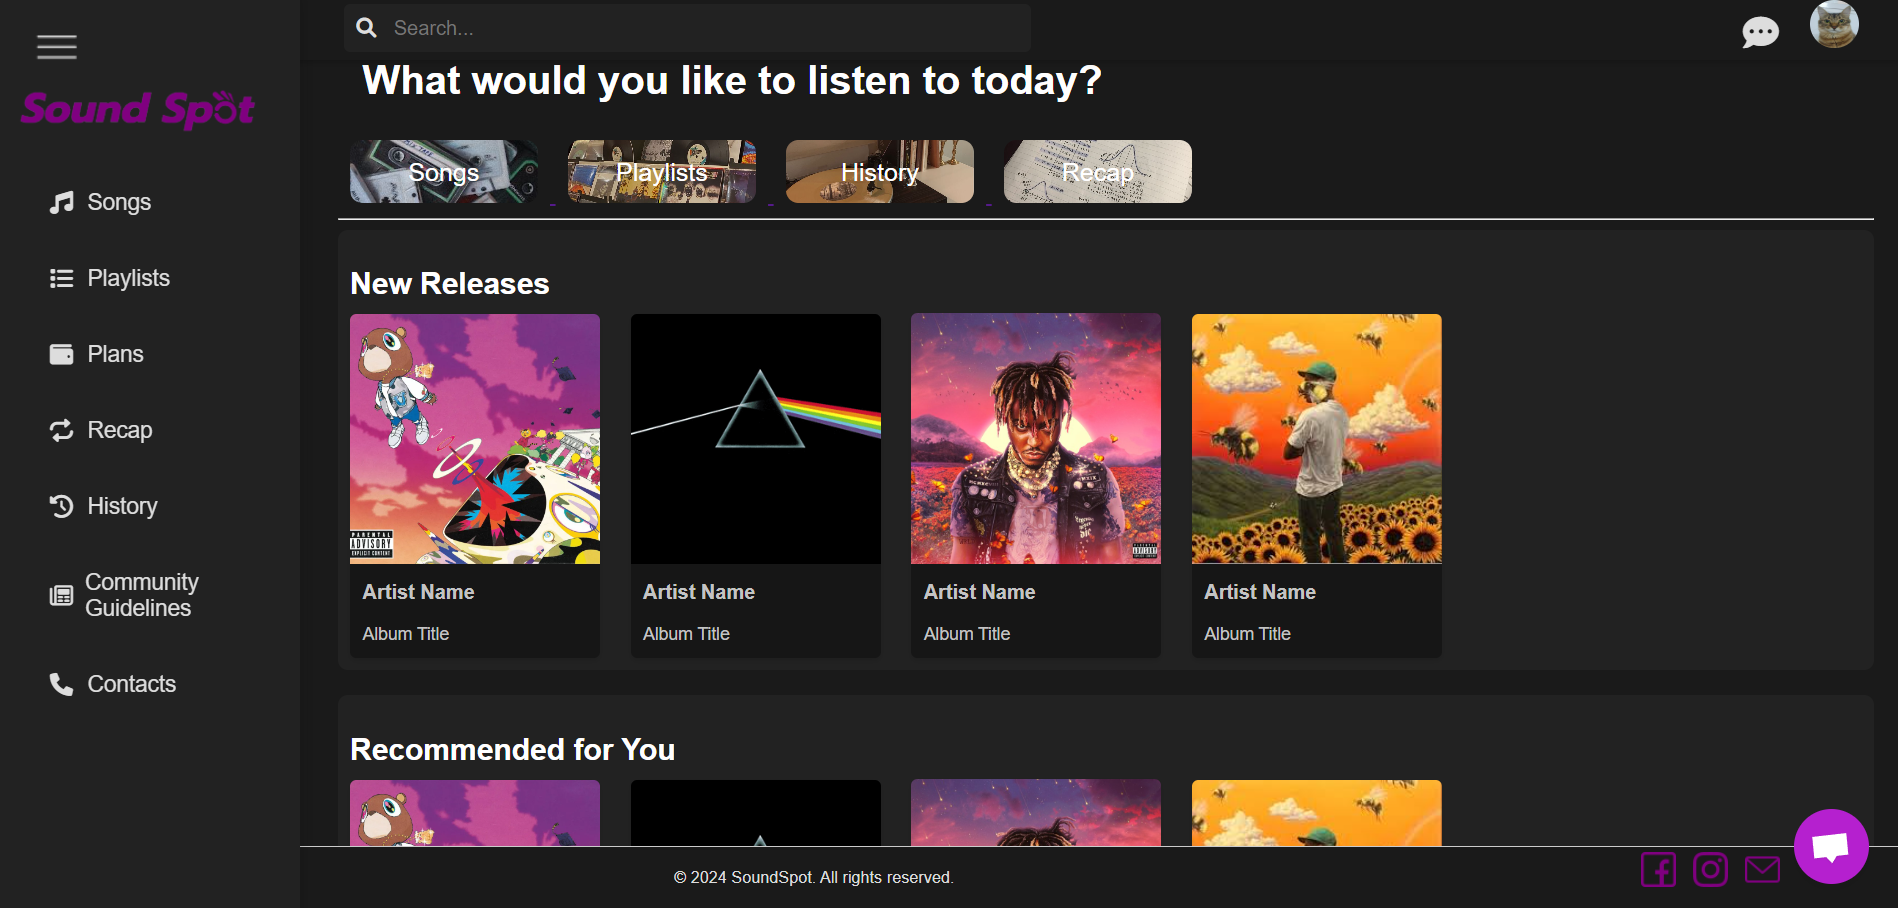 Search...
Sound Spot
What would you like to listen to today?
Songs
Playlists
History
Recap
Songs
Playlists
Plans
Recap
History
Community
Guidelines
Contacts
New Releases
PARENTAL
ADVISORY
EXPLICIT CONTENT
Artist Name
Album Title
Artist Name
Album Title
Artist Name
Album Title
Artist Name
Album Title
Recommended for You
© 2024 SoundSpot. All rights reserved.